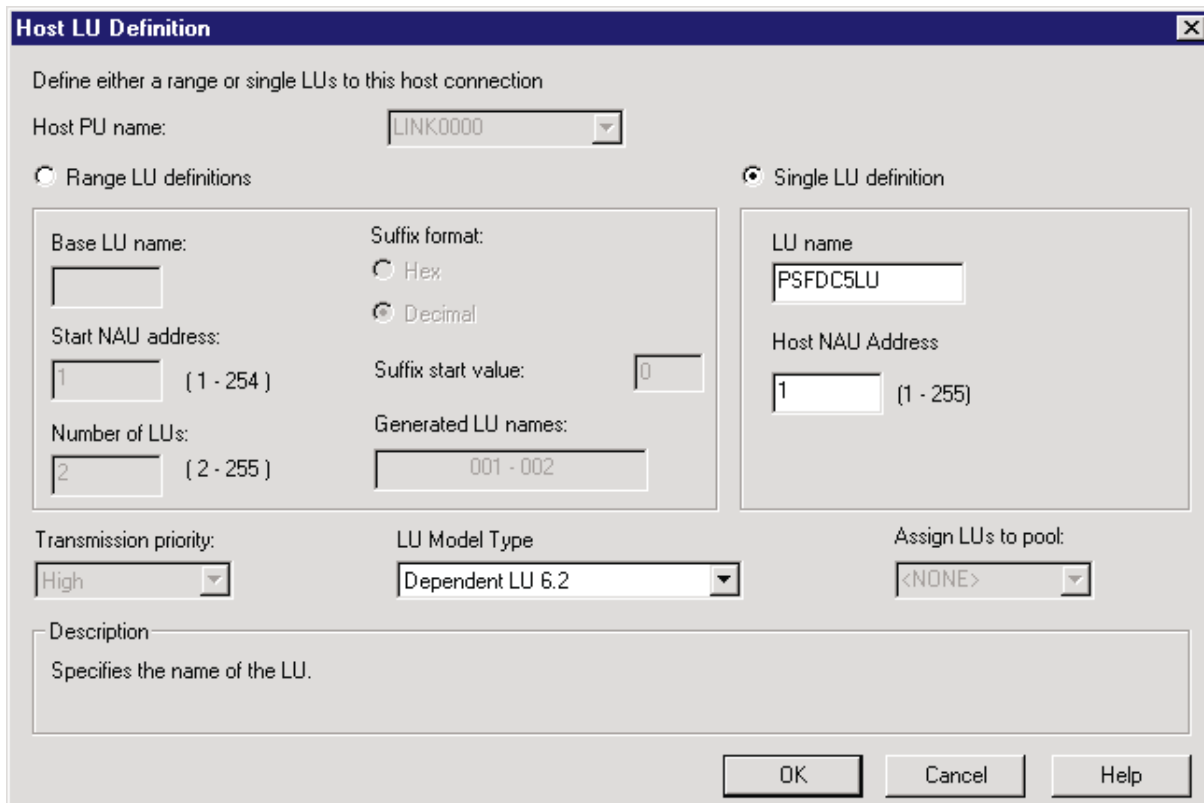 Host LU Definition
Define either a range or single LUs to this host connection
Host PU name:
LINK0000
Range LU definitions
Base LU name:
Suffix format:
Hex
Decimal
Start NAU address:
1
( 1 - 254 )
Suffix start value:
0
Number of LUs:
2
( 2 - 255 )
Generated LU names:
001 - 002
Single LU definition
LU name
PSFDC5LU
Host NAU Address
1
(1 - 255)
Transmission priority:
High
LU Model Type
Dependent LU 6.2
Assign LUs to pool:
<NONE>
Description
Specifies the name of the LU.
OK
Cancel
Help